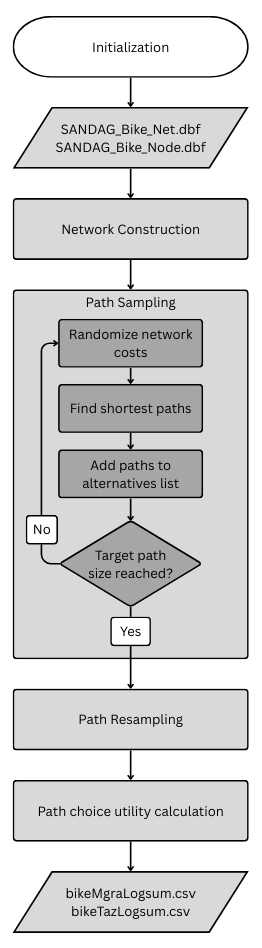 Initialization
SANDAG_Bike_Net.dbf
SANDAG_Bike_Node.dbf
Network Construction
Path Sampling
Randomize network
costs
Find shortest paths
Add paths to
alternatives list
No
Target path
size reached?
Yes
Path Resampling
Path choice utility calculation
bikeMgraLogsum.csv
bikeTazLogsum.csv